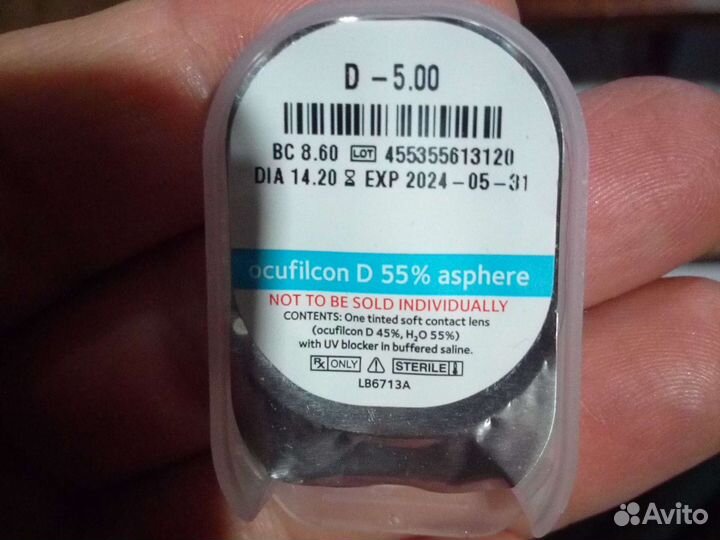 D -5.00
BC 8.60 LOT 455355613120
DIA 14.20 EXP 2024-05-31
ocufilcon D 55% asphere
NOT TO BE SOLD INDIVIDUALLY
CONTENTS: One tinted soft contact lens
(ocufilcon D 45%, H₂O 55%)
with UV blocker in buffered saline.
Rx ONLY STERILE
LB6713A
Avito